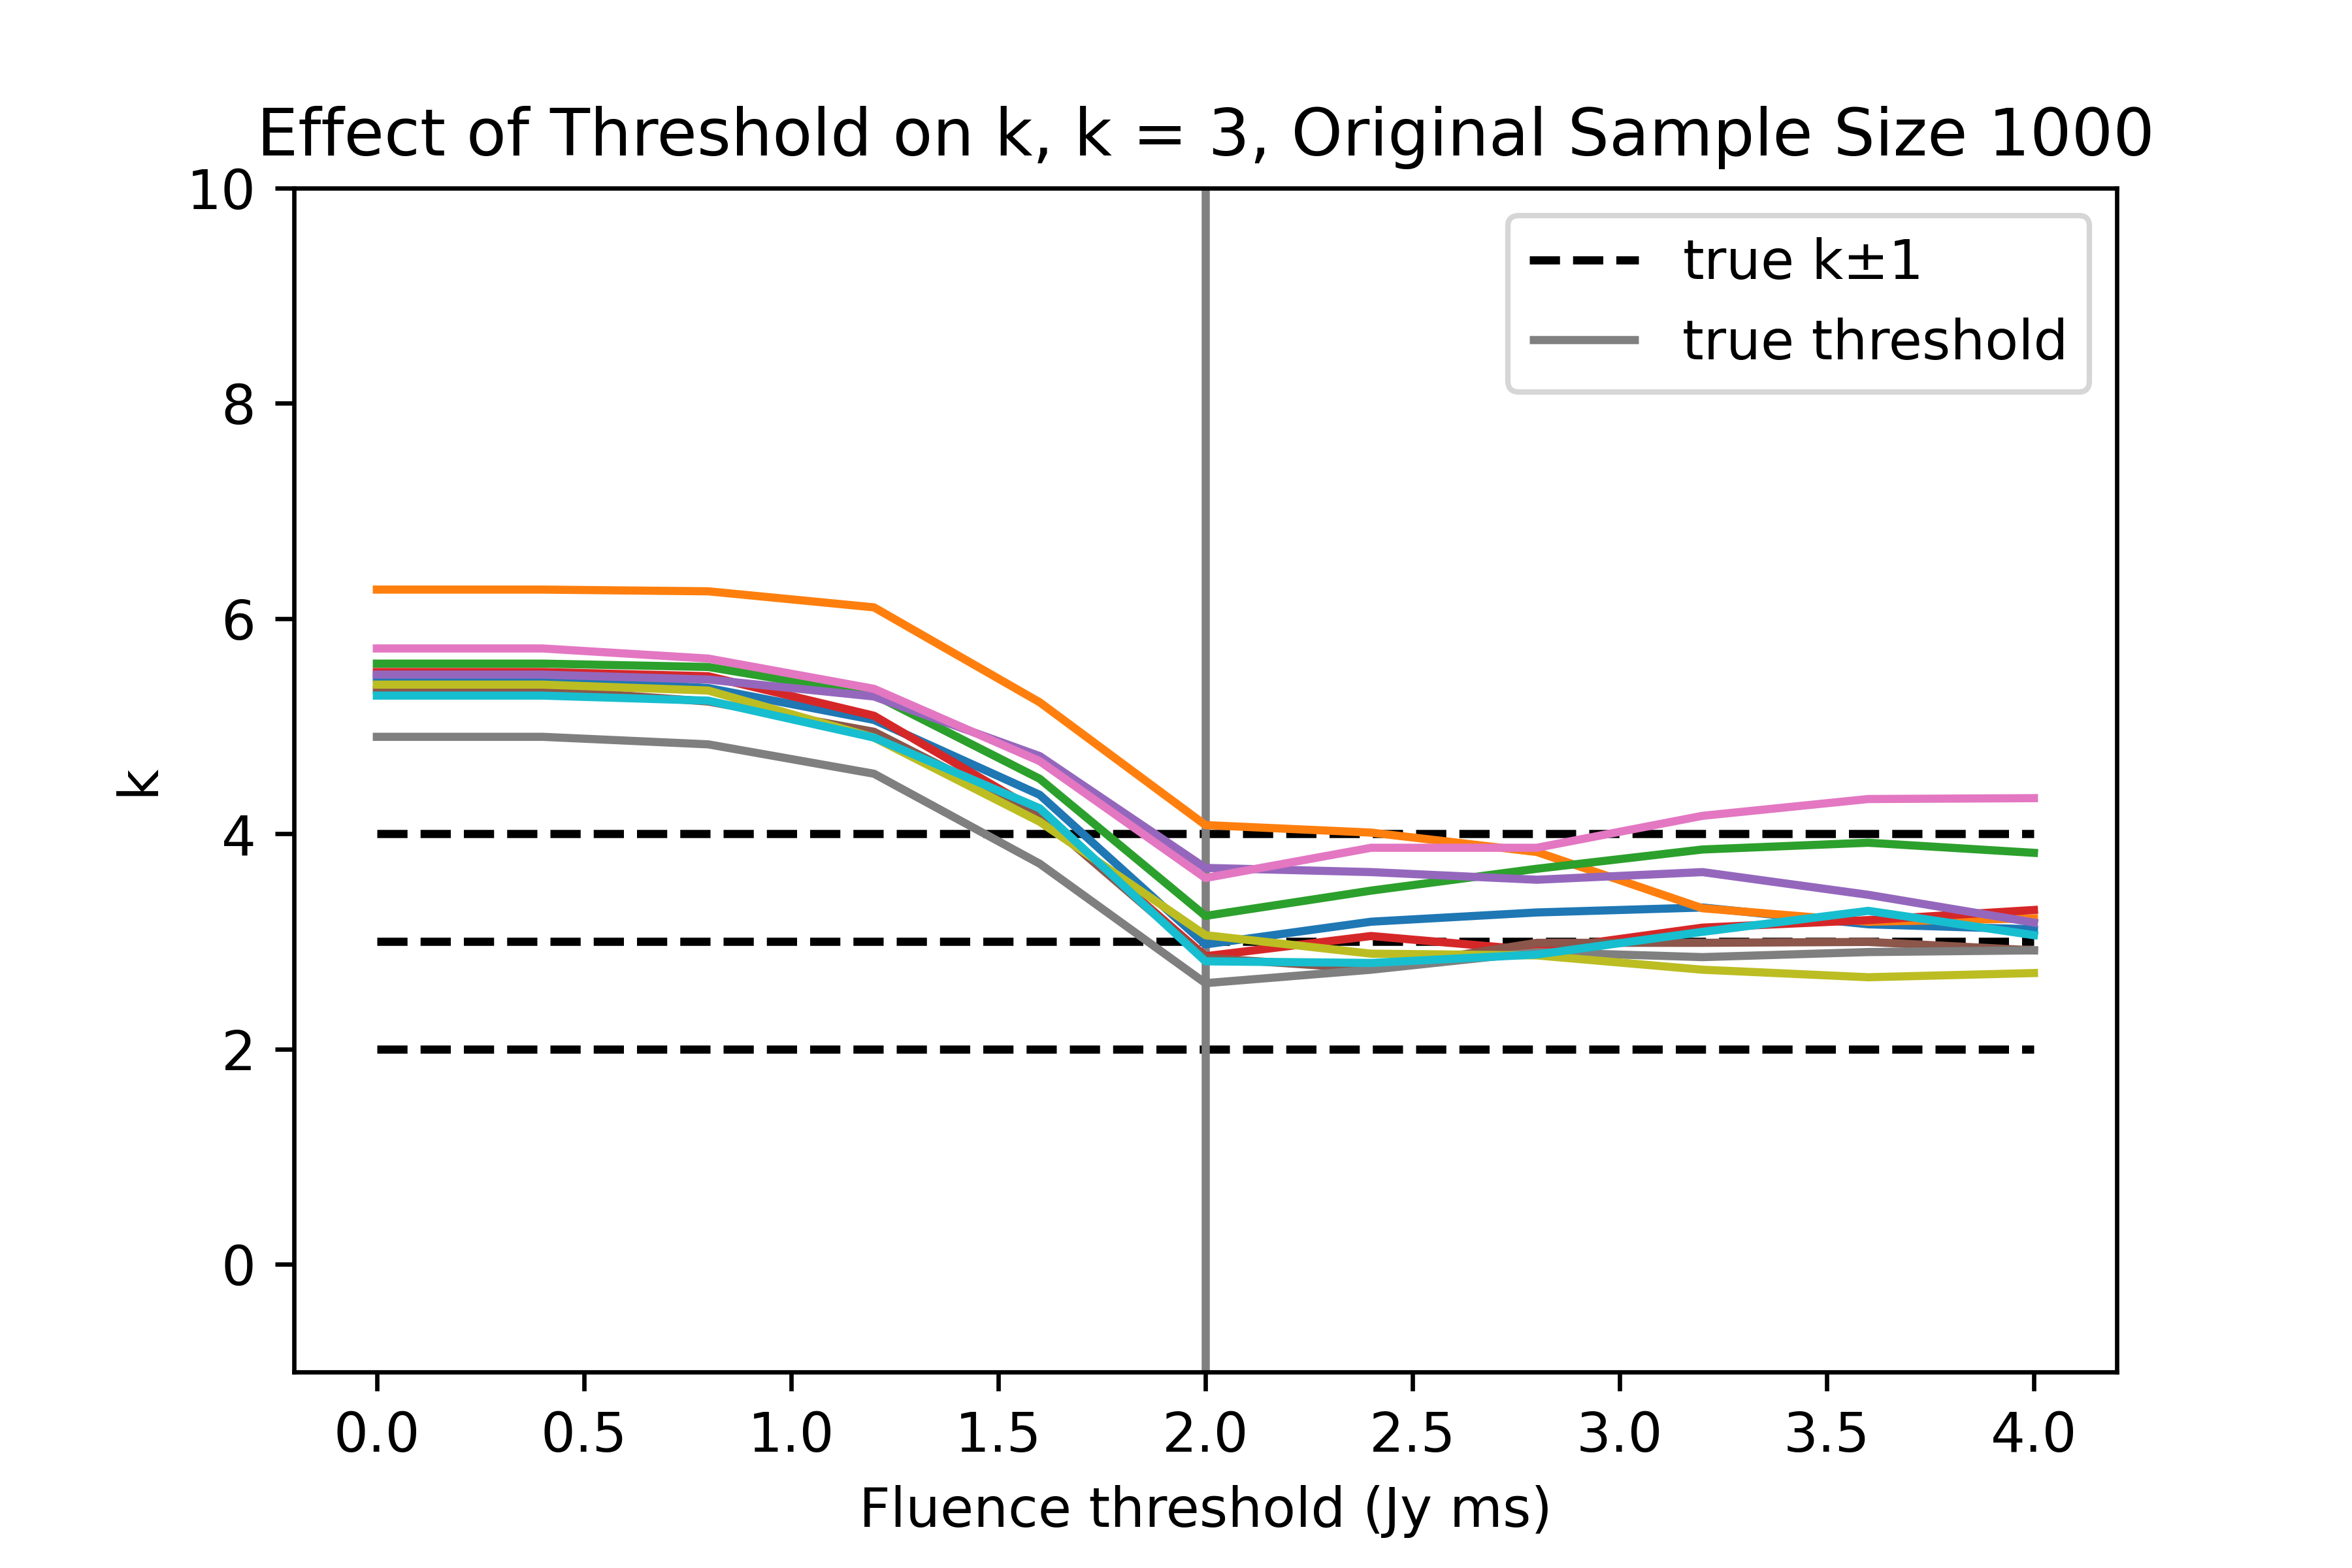 Effect of Threshold on k, k = 3, Original Sample Size 1000
10
8
6
4
2
0
k
true k±1
true threshold
0.0 0.5 1.0 1.5 2.0 2.5 3.0 3.5 4.0
Fluence threshold (Jy ms)